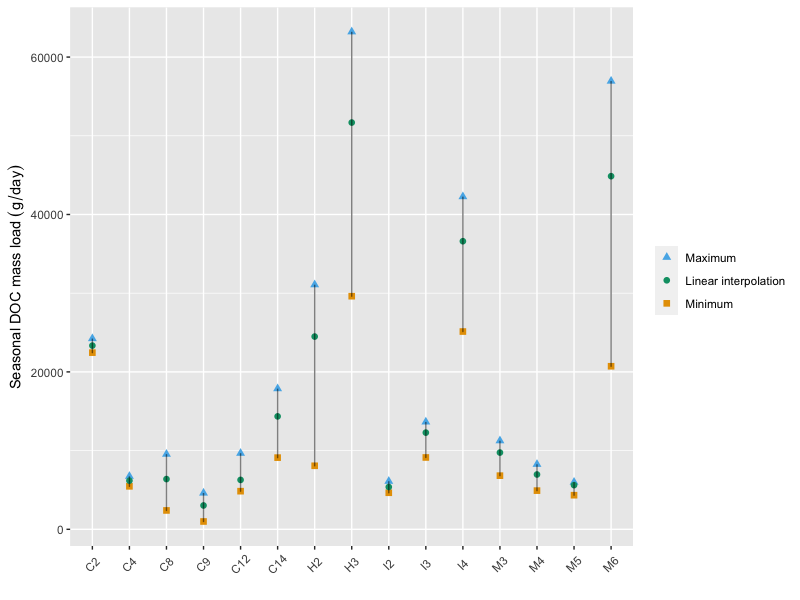 Seasonal DOC mass load (g/day)
60000
40000
20000
0
C2 C4 C8 C9 C12 C14 H2 H3 I2 I3 I4 M3 M4 M5 M6
Maximum
Linear interpolation
Minimum